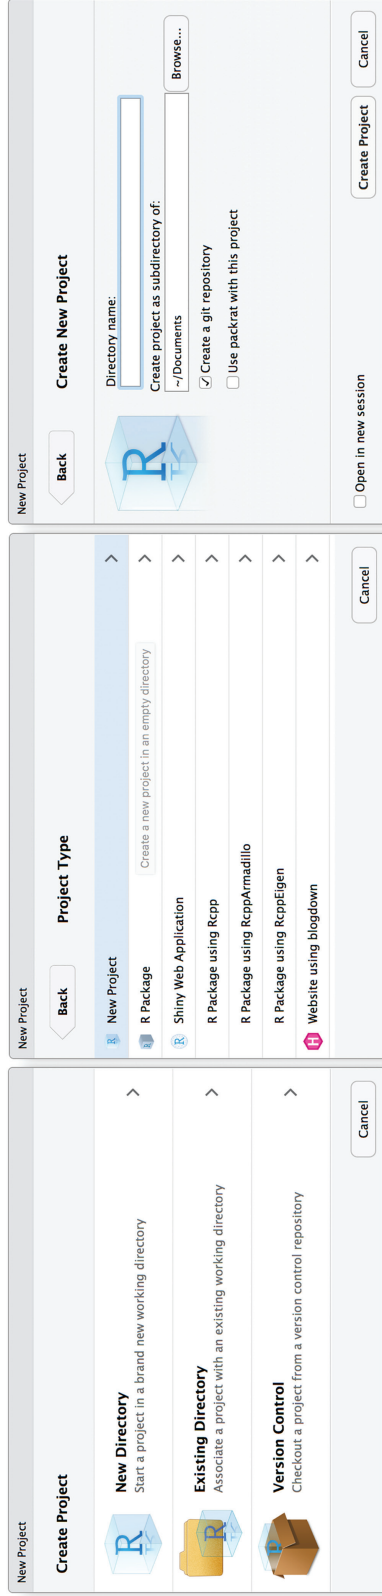 New Project
Create Project
New Directory
Start a project in a brand new working directory
Existing Directory
Associate a project with an existing working directory
Version Control
Checkout a project from a version control repository
Cancel
New Project
Back
Project Type
New Project
R Package
Create a new project in an empty directory
Shiny Web Application
R Package using Rcpp
R Package using RcppArmadillo
R Package using RcppEigen
Website using blogdown
Cancel
New Project
Back
Create New Project
Directory name:
Create project as subdirectory of:
~/Documents
Browse...
Create a git repository
Use packrat with this project
Open in new session
Create Project
Cancel